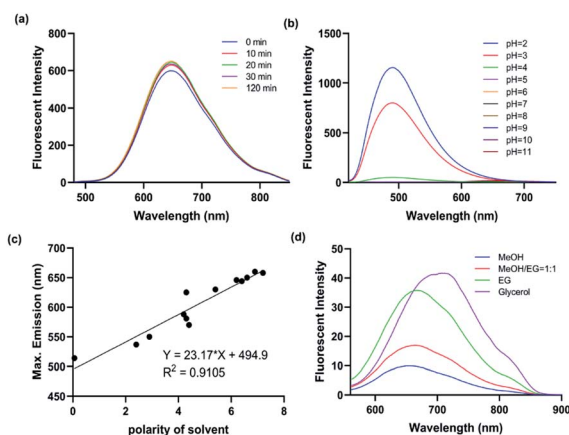 (a)
Fluorescent Intensity
800
600
400
200
0
500
600
700
800
Wavelength (nm)
0 min
10 min
20 min
30 min
120 min
(b)
Fluorescent Intensity
1500
1000
500
0
500
600
700
Wavelength (nm)
pH=2
pH=3
pH=4
pH=5
pH=6
pH=7
pH=8
pH=9
pH=10
pH=11
(c)
Max. Emission (nm)
700
650
600
550
500
450
0
2
4
6
8
polarity of solvent
Y = 23.17*X + 494.9
R² = 0.9105
(d)
Fluorescent Intensity
50
40
30
20
10
0
600
700
800
900
Wavelength (nm)
MeOH
MeOH/EG=1:1
EG
Glycerol